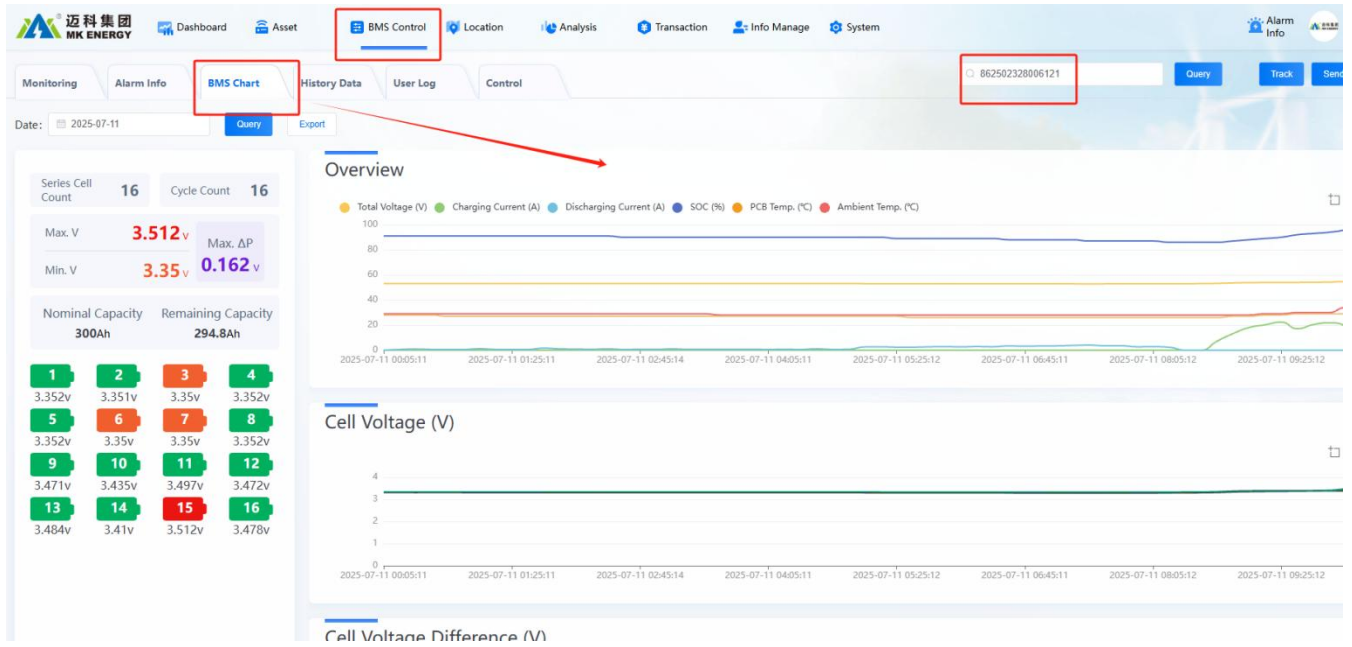 迈科集团
MK ENERGY
Dashboard
Asset
BMS Control
Location
Analysis
Transaction
Info Manage
System
Alarm Info
Monitoring
Alarm Info
BMS Chart
History Data
User Log
Control
862502328006121
Query
Track
Send
Date: 2025-07-11
Query
Export
Series Cell Count 16
Cycle Count 16
Max. V 3.512 v
Min. V 3.35 v
Max. ΔP
0.162 v
Nominal Capacity
300Ah
Remaining Capacity
294.8Ah
1 2 3 4
3.352v 3.351v 3.35v 3.352v
5 6 7 8
3.352v 3.35v 3.35v 3.352v
9 10 11 12
3.471v 3.435v 3.497v 3.472v
13 14 15 16
3.484v 3.41v 3.512v 3.478v
Overview
Total Voltage (V) Charging Current (A) Discharging Current (A) SOC (%) PCB Temp. (℃) Ambient Temp. (℃)
100
80
60
40
20
0
2025-07-11 00:05:11 2025-07-11 01:25:11 2025-07-11 02:45:14 2025-07-11 04:05:11 2025-07-11 05:25:12 2025-07-11 06:45:11 2025-07-11 08:05:12 2025-07-11 09:25:12
Cell Voltage (V)
4
3
2
1
0
2025-07-11 00:05:11 2025-07-11 01:25:11 2025-07-11 02:45:14 2025-07-11 04:05:11 2025-07-11 05:25:12 2025-07-11 06:45:11 2025-07-11 08:05:12 2025-07-11 09:25:12
Cell Voltage Difference (V)